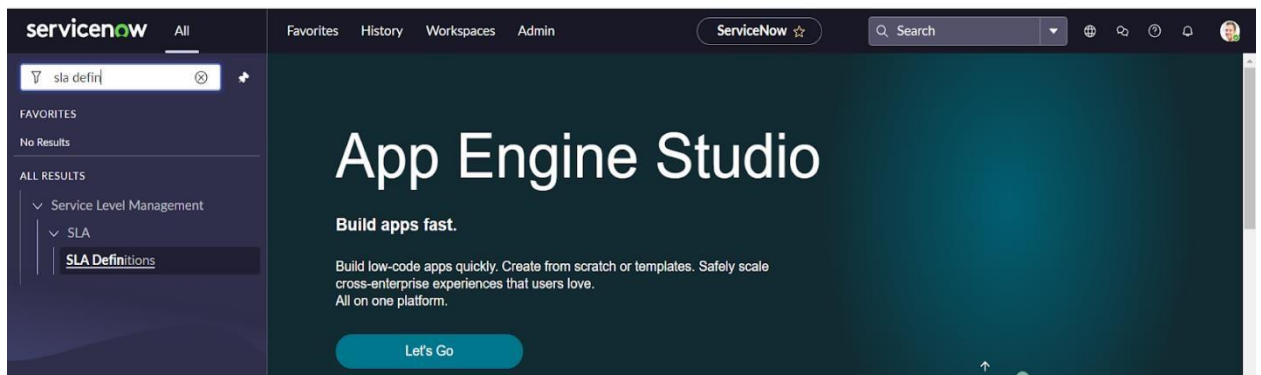 servicenow All Favorites History Workspaces Admin ServiceNow Search
sla defin
FAVORITES
No Results
ALL RESULTS
Service Level Management
SLA
SLA Definitions
App Engine Studio
Build apps fast.
Build low-code apps quickly. Create from scratch or templates. Safely scale
cross-enterprise experiences that users love.
All on one platform.
Let's Go